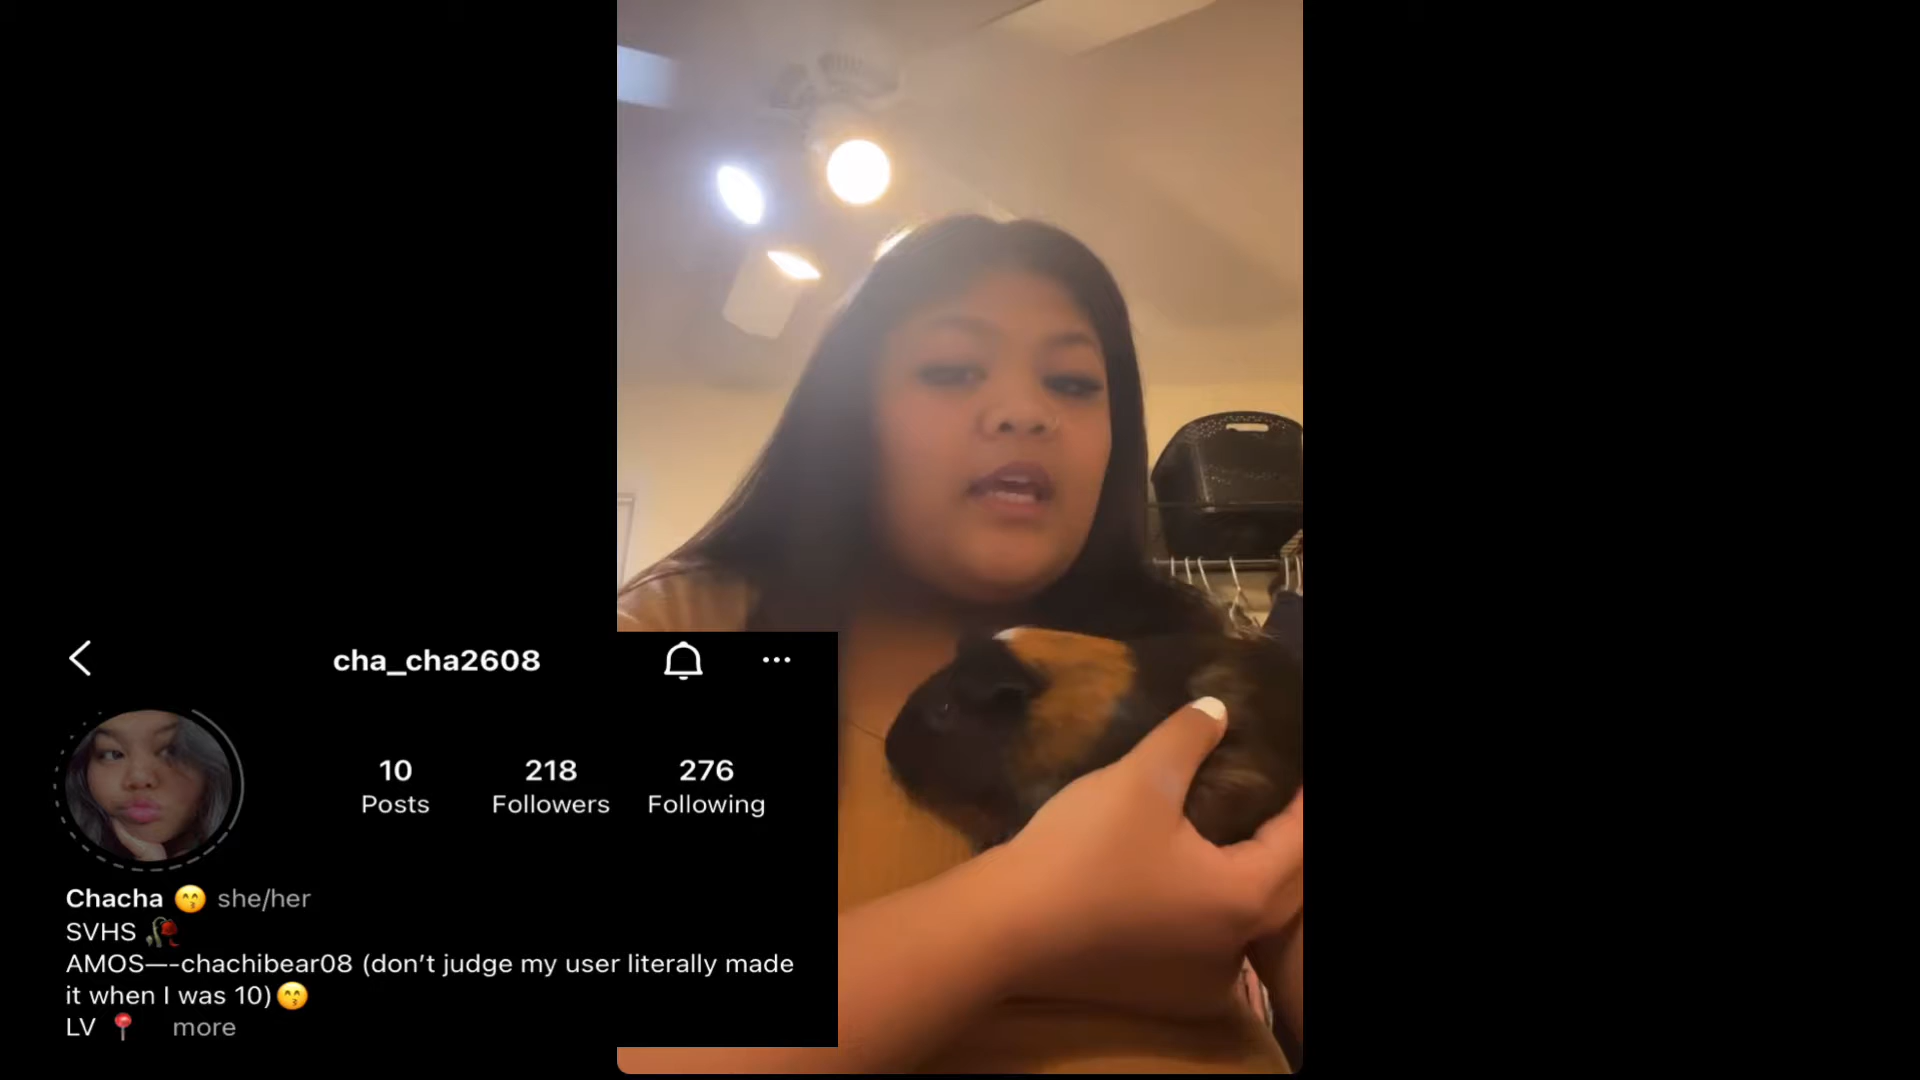 cha_cha2608
10 218 276
Posts Followers Following
Chacha 😙 she/her
SVHS 🥀
AMOS—-chachibear08 (don’t judge my user literally made
it when I was 10)😙
LV 📍 more